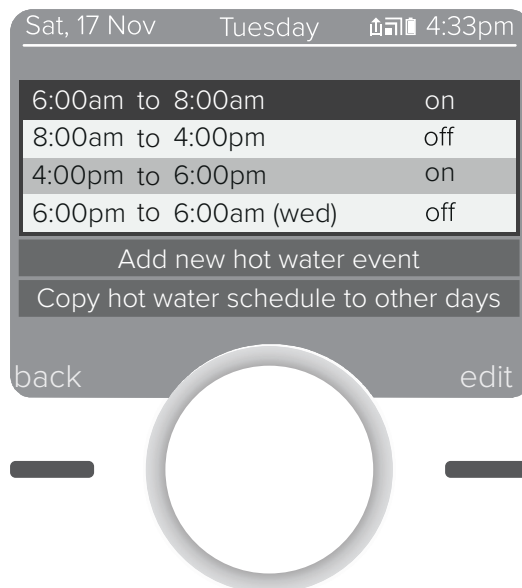 Sat, 17 Nov Tuesday 4:33pm
6:00am to 8:00am on
8:00am to 4:00pm off
4:00pm to 6:00pm on
6:00pm to 6:00am (wed) off
Add new hot water event
Copy hot water schedule to other days
back edit